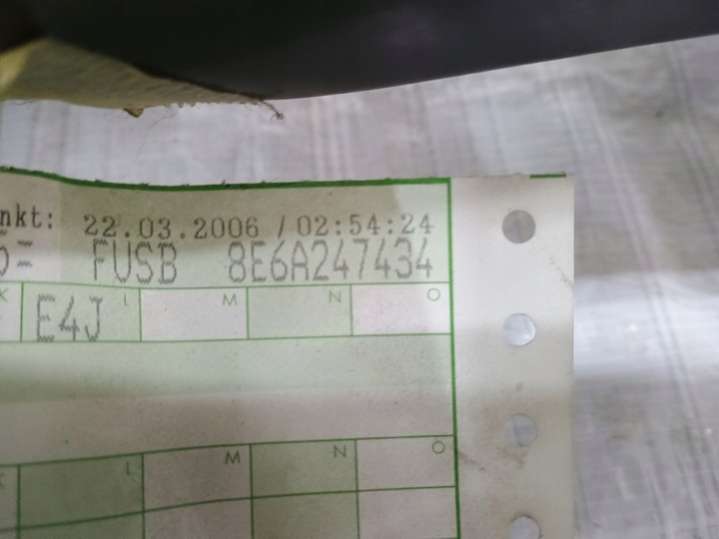 nkt: 22.03.2006 /02:54:24
FUSB 8E6A247434
K L M N O
E4J
K L M N O